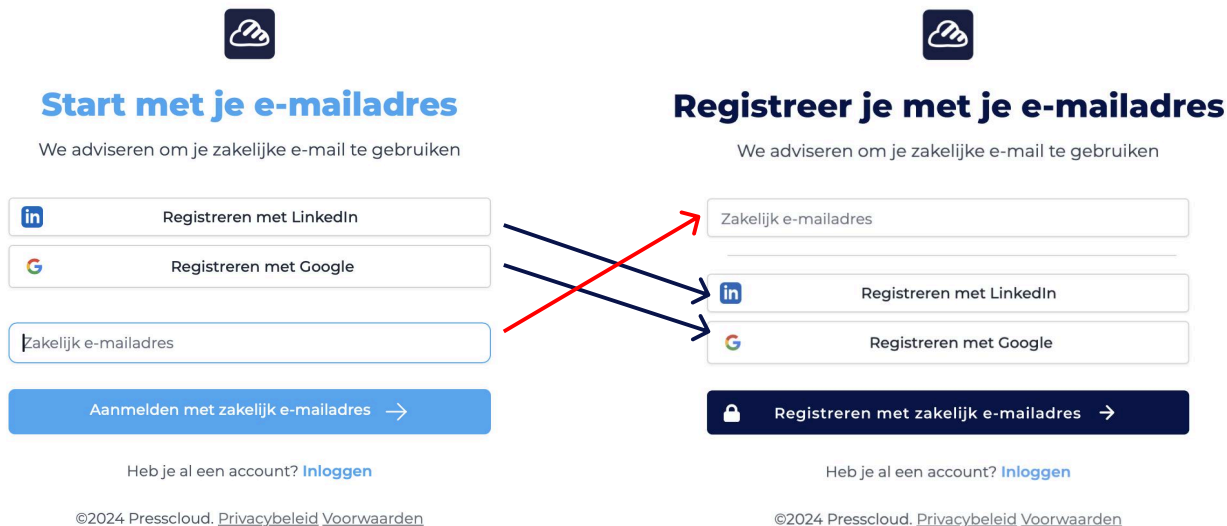 Start met je e-mailadres
We adviseren om je zakelijke e-mail te gebruiken
in Registreren met LinkedIn
G Registreren met Google
Zakelijk e-mailadres
Aanmelden met zakelijk e-mailadres →
Heb je al een account? Inloggen
©2024 Presscloud. Privacybeleid Voorwaarden
Registreer je met je e-mailadres
We adviseren om je zakelijke e-mail te gebruiken
Zakelijk e-mailadres
in Registreren met LinkedIn
G Registreren met Google
Registreren met zakelijk e-mailadres →
Heb je al een account? Inloggen
©2024 Presscloud. Privacybeleid Voorwaarden